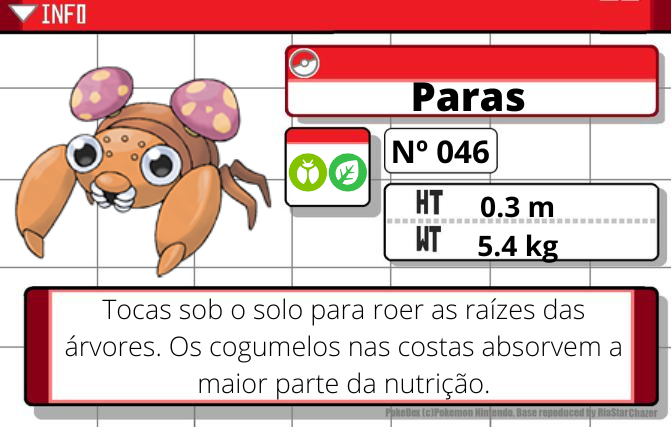 INFO
Paras
Nº 046
HT 0.3 m
WT 5.4 kg
Tocas sob o solo para roer as raízes das
árvores. Os cogumelos nas costas absorvem a
maior parte da nutrição.
PokeDex (c)Pokemon Nintendo. Base repoduced by RiaStarChazer